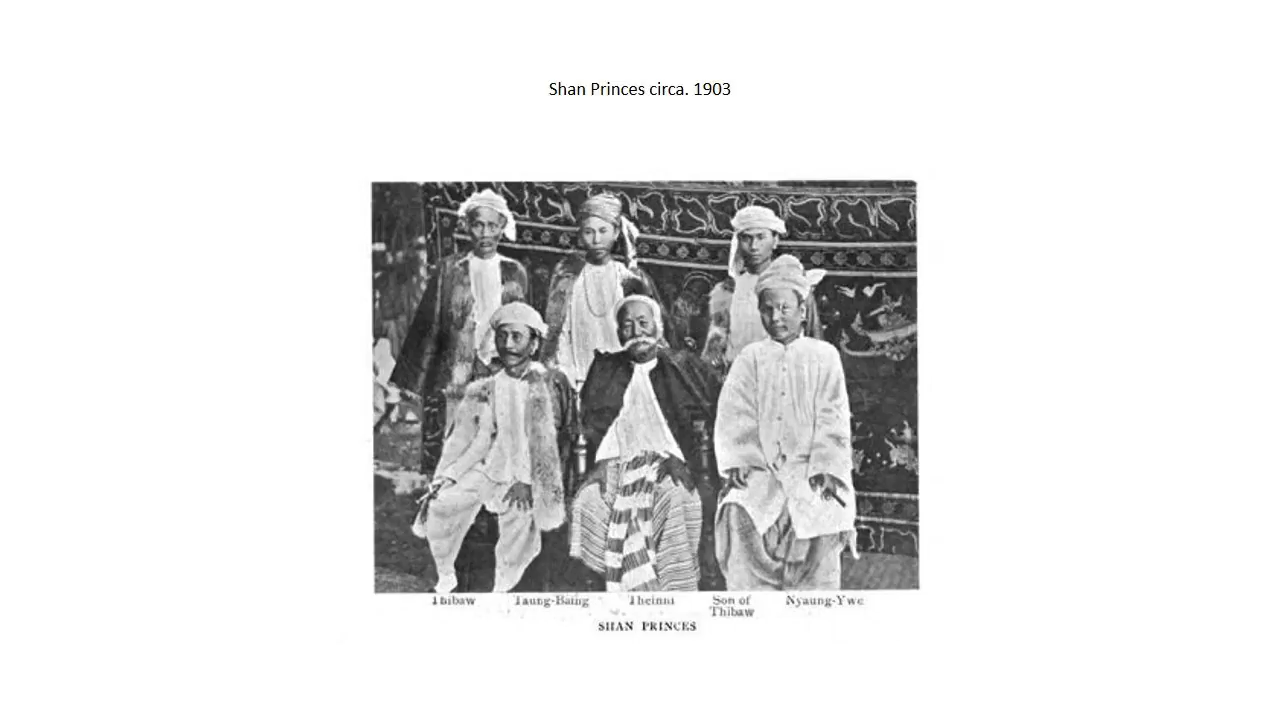 Shan Princes circa. 1903
Thibaw Taung-Baing Theinni Son of Nyaung-Ywe
Thibaw
SHAN PRINCES